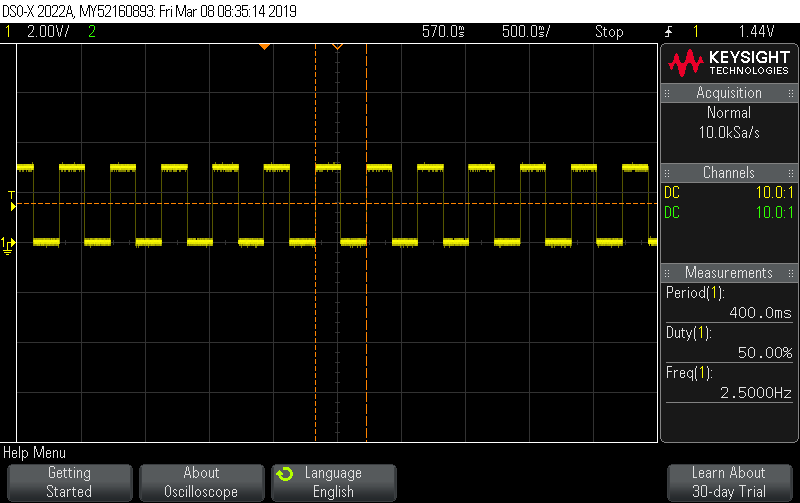 DSO-X 2022A, MY52160893: Fri Mar 08 08:35:14 2019
1 2.00V/ 2 570.0ms 500.0ms/ Stop 1 1.44V
KEYSIGHT
TECHNOLOGIES
Acquisition
Normal
10.0kSa/s
Channels
DC 10.0:1
DC 10.0:1
T
1
Measurements
Period(1):
400.0ms
Duty(1):
50.00%
Freq(1):
2.5000Hz
Help Menu
Getting
Started
About
Oscilloscope
Language
English
Learn About
30-day Trial